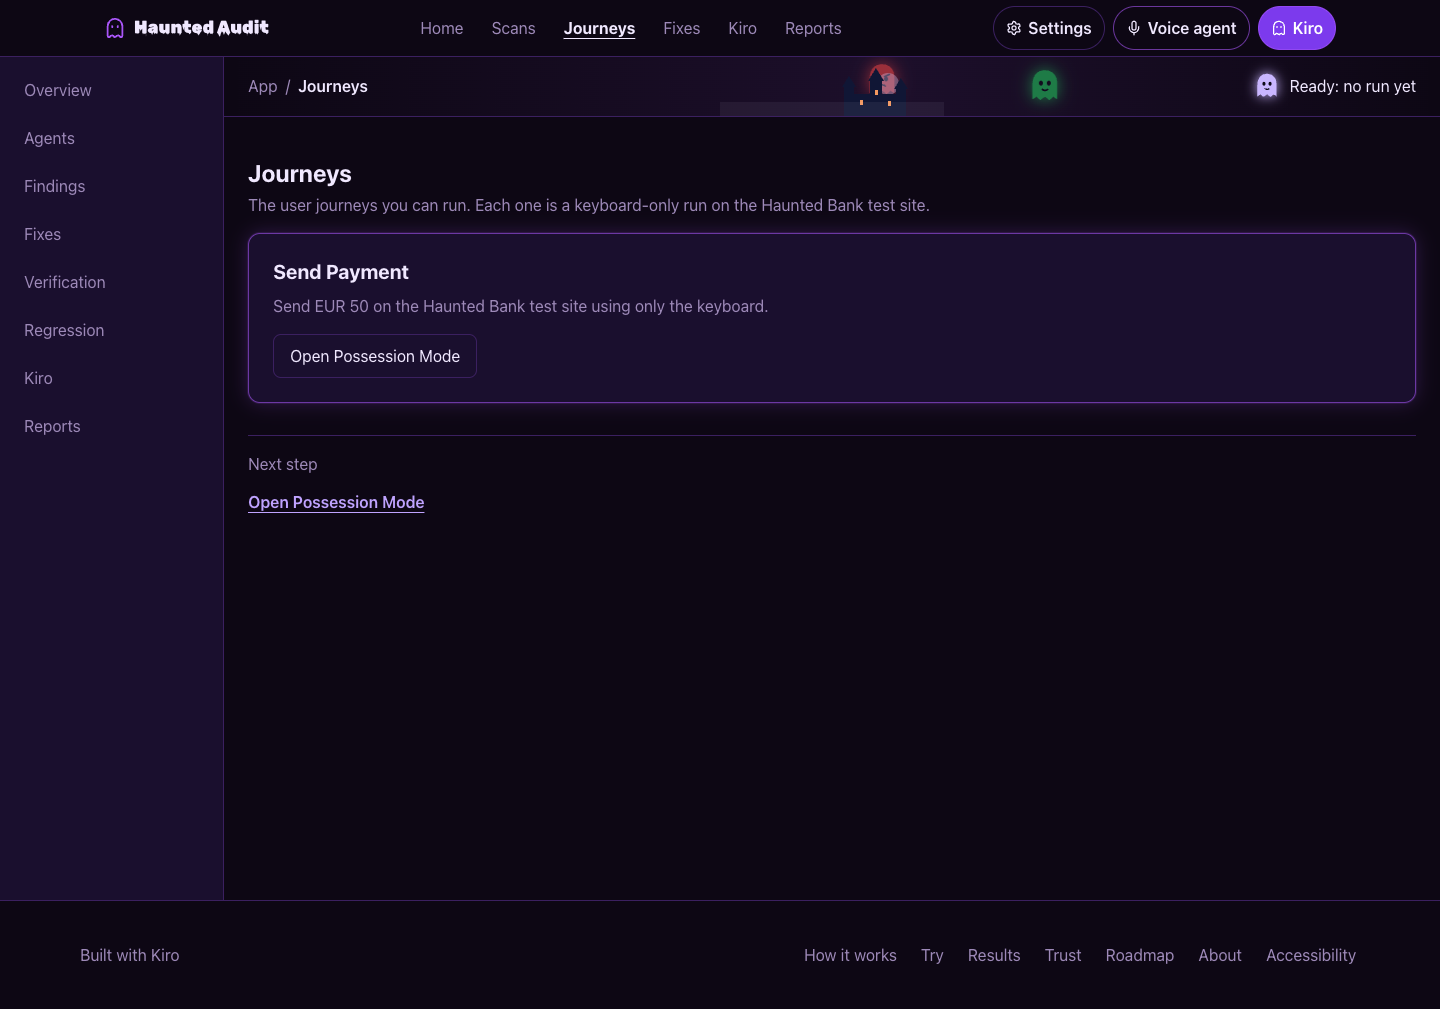 Haunted Audit
Home Scans Journeys Fixes Kiro Reports
Settings Voice agent Kiro
Overview
Agents
Findings
Fixes
Verification
Regression
Kiro
Reports
App / Journeys
Ready: no run yet
Journeys
The user journeys you can run. Each one is a keyboard-only run on the Haunted Bank test site.
Send Payment
Send EUR 50 on the Haunted Bank test site using only the keyboard.
Open Possession Mode
Next step
Open Possession Mode
Built with Kiro
How it works Try Results Trust Roadmap About Accessibility